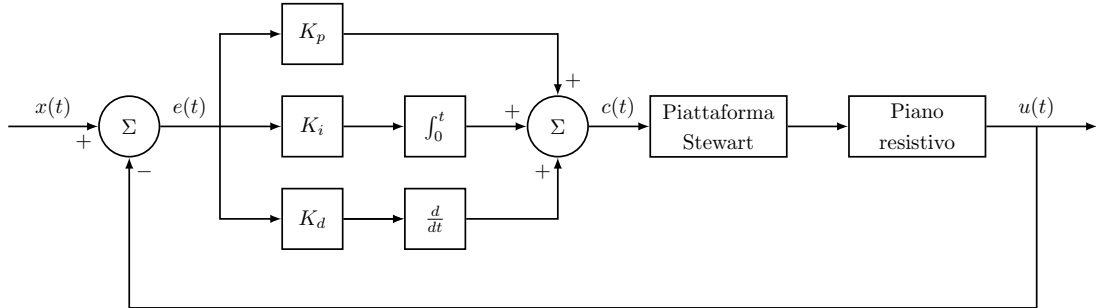 K_p
x(t)
+
Σ
−
e(t)
K_i
∫_0^t
+
+
+
Σ
c(t)
Piattaforma
Stewart
Piano
resistivo
u(t)
K_d
d/dt